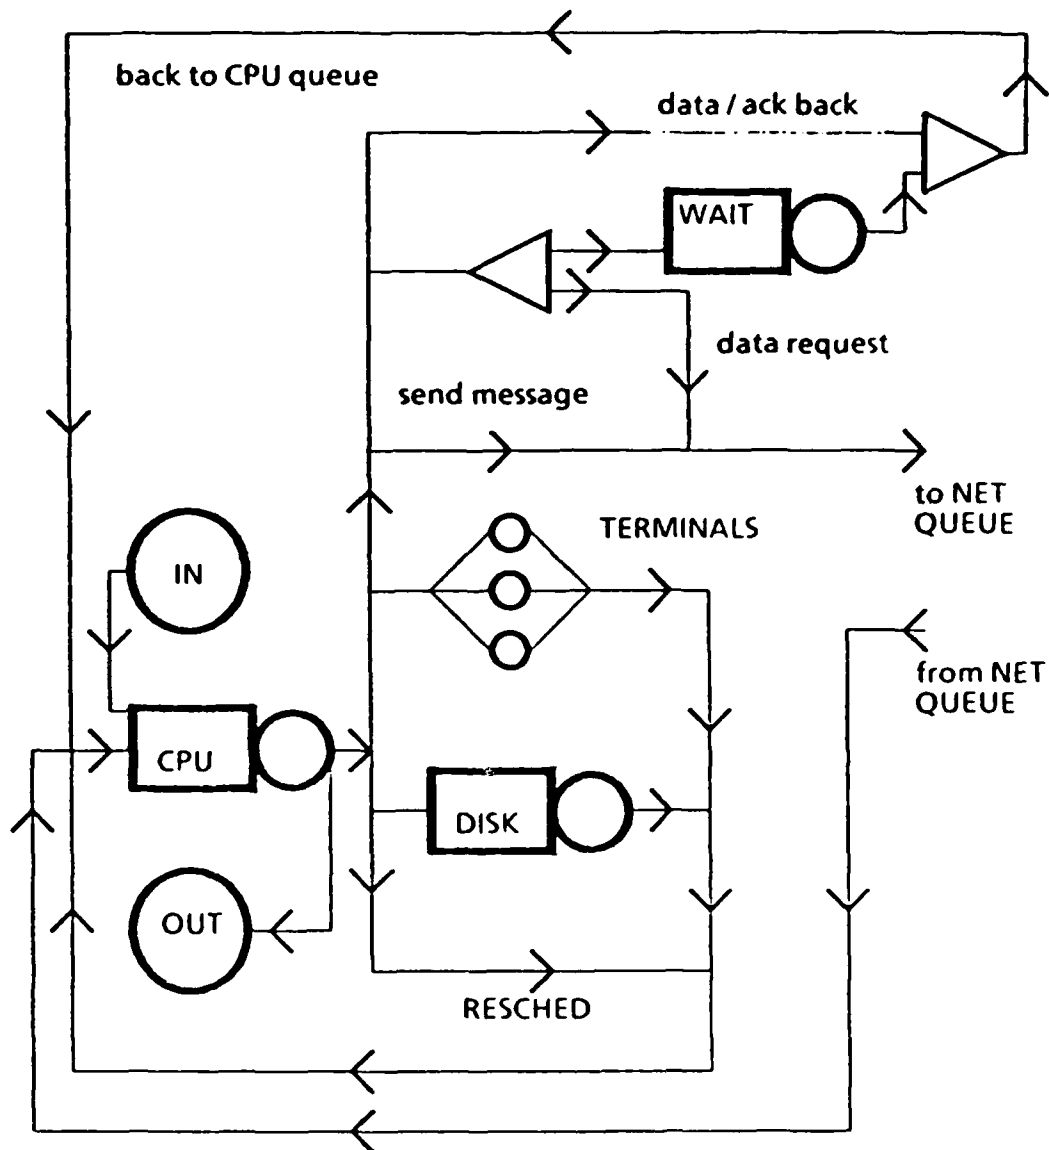 back to CPU queue
data / ack back
WAIT
data request
send message
to NET
QUEUE
TERMINALS
IN
from NET
QUEUE
CPU
DISK
OUT
RESCHED